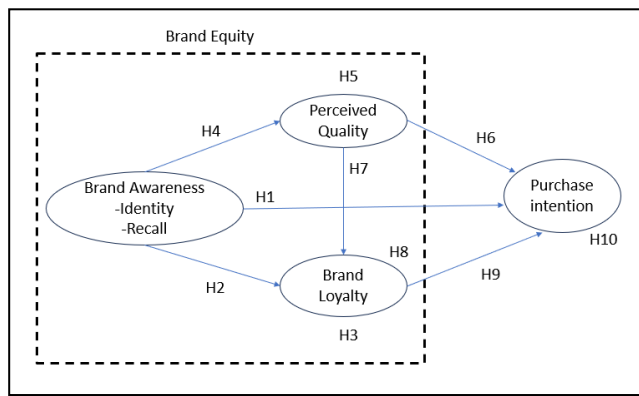 Brand Equity
H5
Perceived
Quality
H4
H6
H7
Brand Awareness
-Identity
-Recall
H1
Purchase
intention
H10
H8
Brand
Loyalty
H2
H9
H3